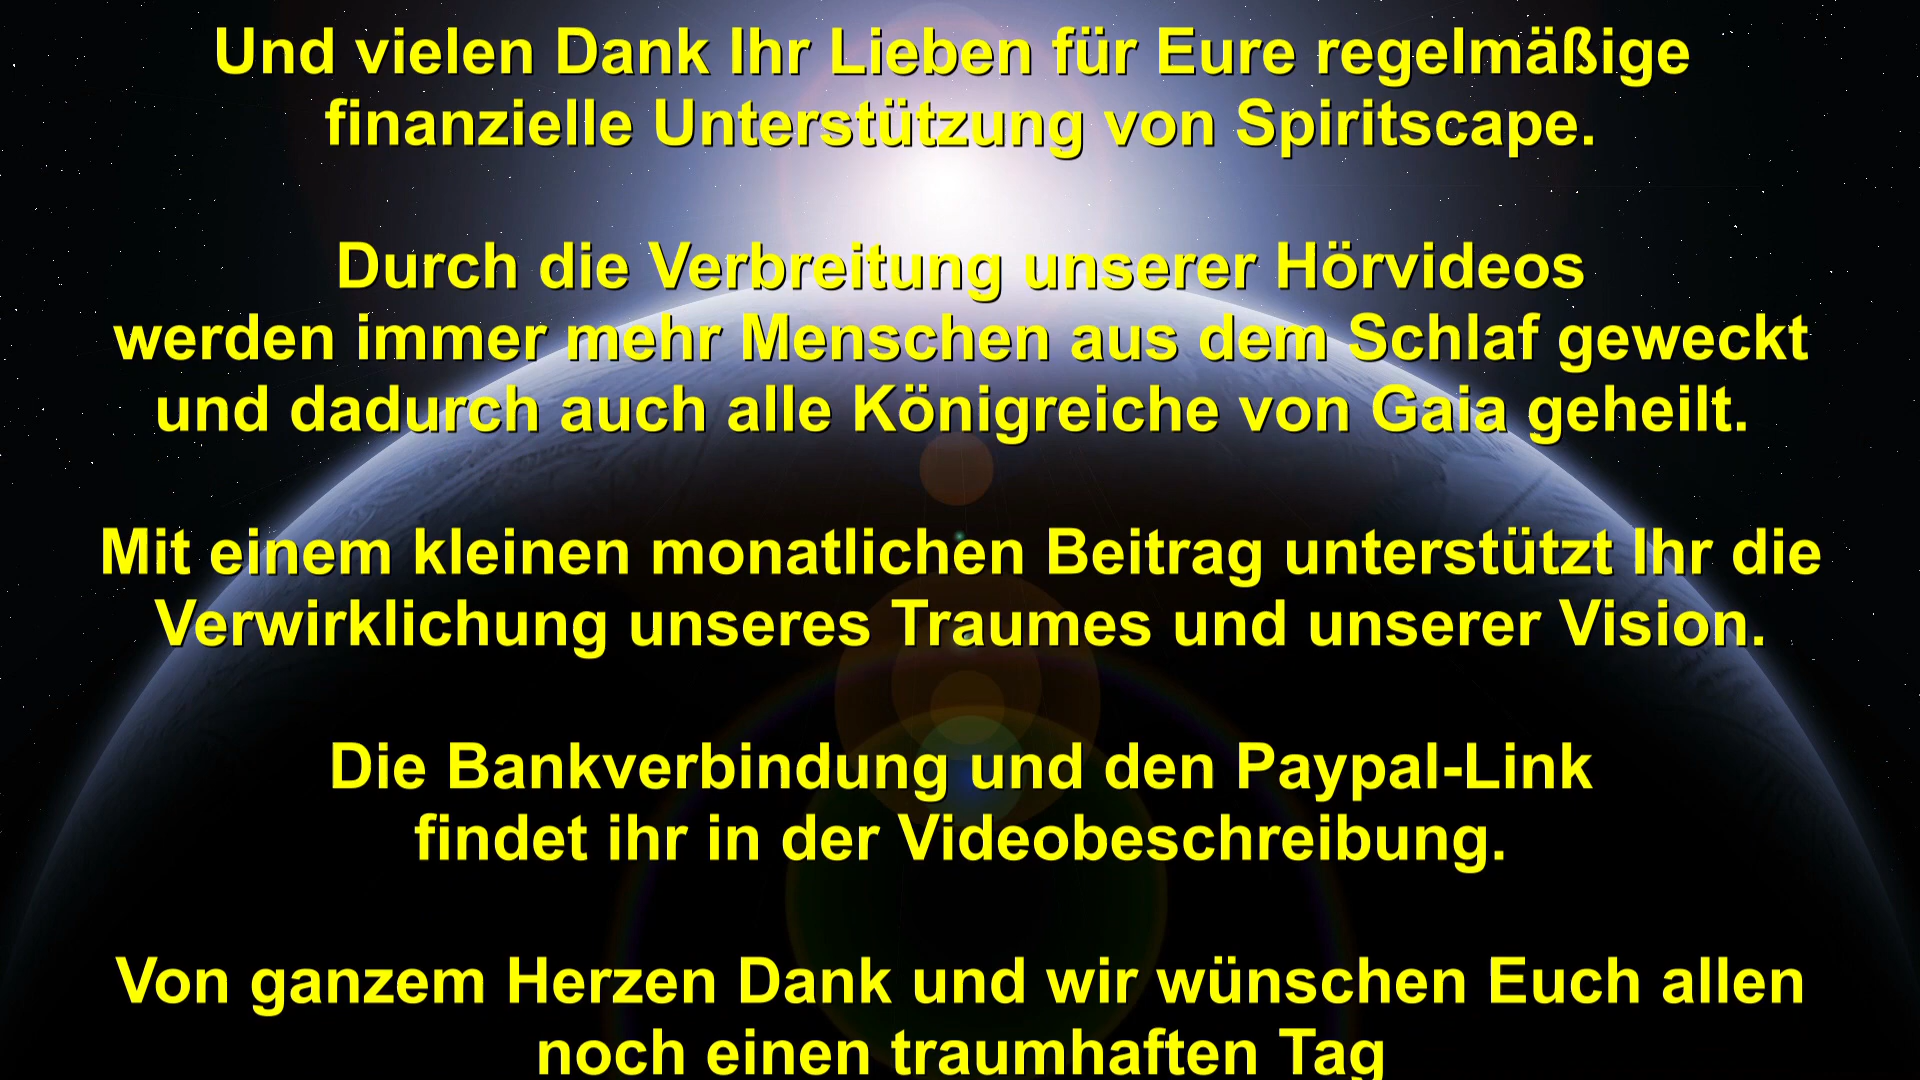 Und vielen Dank Ihr Lieben für Eure regelmäßige
finanzielle Unterstützung von Spiritscape.
Durch die Verbreitung unserer Hörvideos
werden immer mehr Menschen aus dem Schlaf geweckt
und dadurch auch alle Königreiche von Gaia geheilt.
Mit einem kleinen monatlichen Beitrag unterstützt Ihr die
Verwirklichung unseres Traumes und unserer Vision.
Die Bankverbindung und den Paypal-Link
findet ihr in der Videobeschreibung.
Von ganzem Herzen Dank und wir wünschen Euch allen
noch einen traumhaften Tag